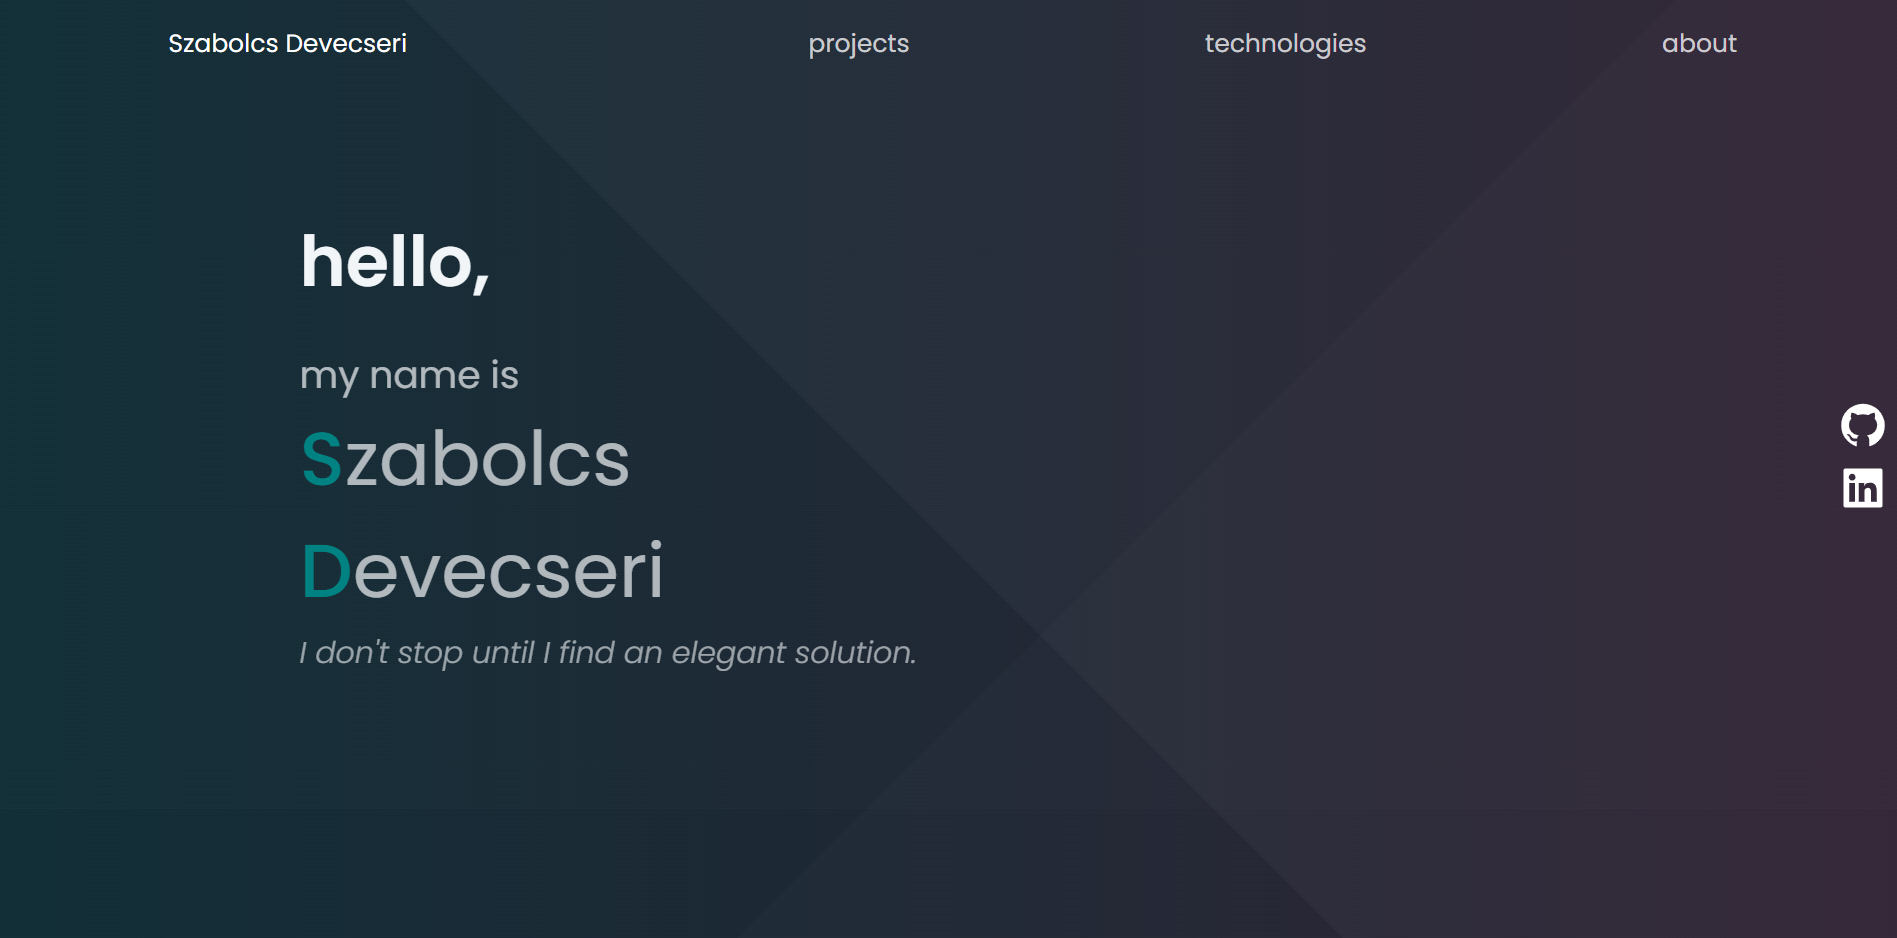 Szabolcs Devecseri projects technologies about
hello,
my name is
Szabolcs
Devecseri
I don't stop until I find an elegant solution.
in